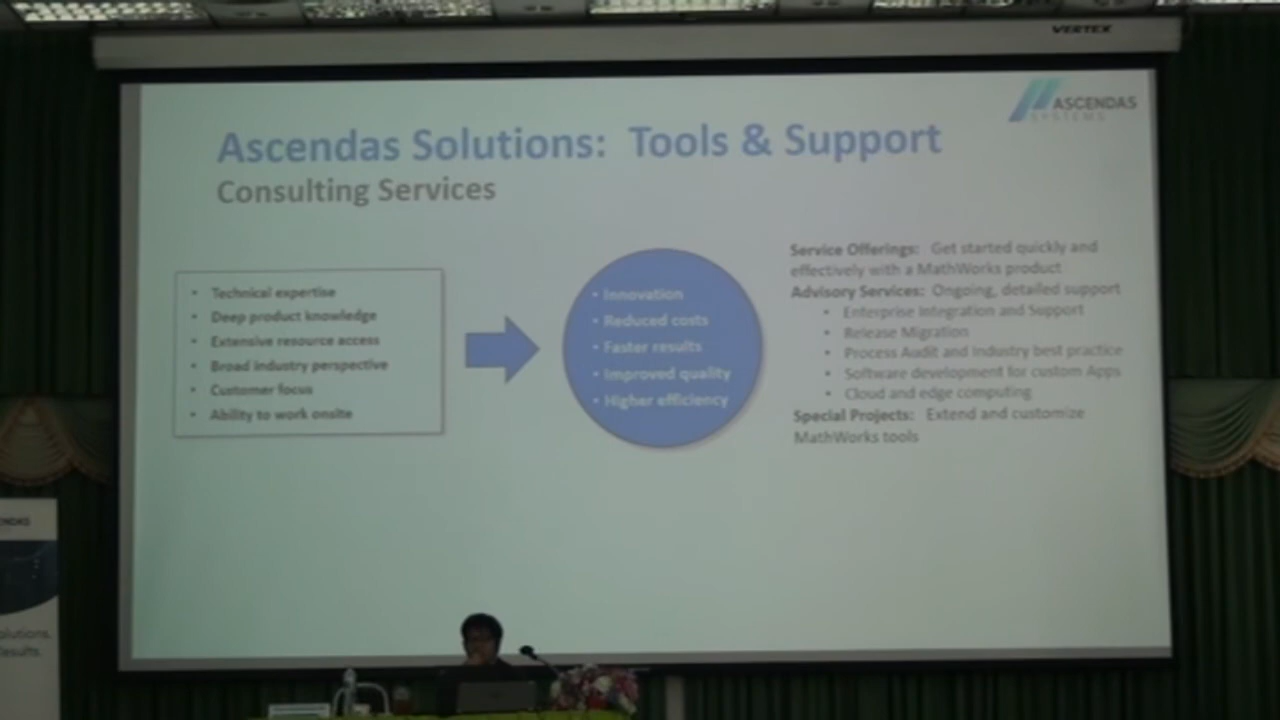 VERTEX
ASCENDAS
SYSTEMS
Ascendas Solutions: Tools & Support
Consulting Services
• Technical expertise
• Deep product knowledge
• Extensive resource access
• Broad industry perspective
• Customer focus
• Ability to work onsite
• Innovation
• Reduced costs
• Faster results
• Improved quality
• Higher efficiency
Service Offerings: Get started quickly and
effectively with a MathWorks product
Advisory Services: Ongoing, detailed support
• Enterprise Integration and Support
• Release Migration
• Process Audit and Industry best practice
• Software development for custom Apps
• Cloud and edge computing
Special Projects: Extend and customize
MathWorks tools